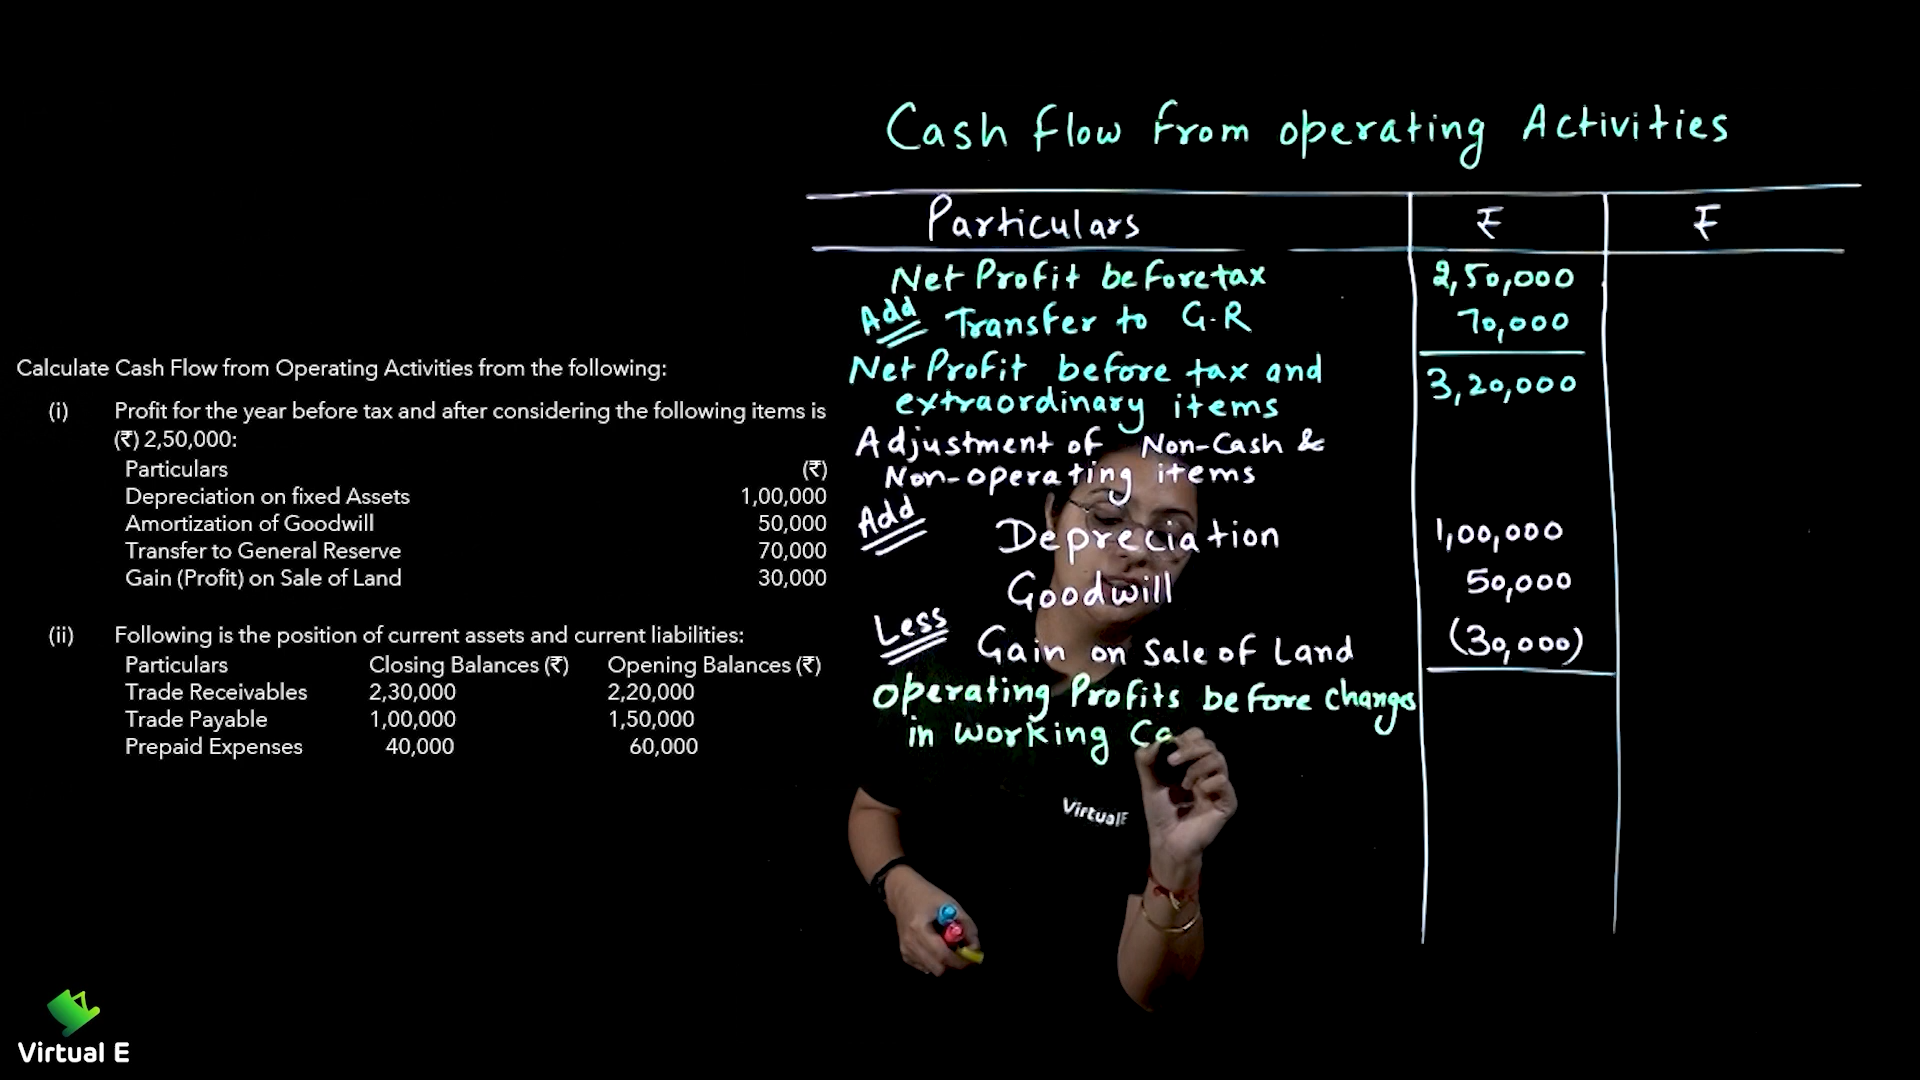 Cash Flow From Operating Activities
Particulars ₹ ₹
Net Profit before tax 2,50,000
Add Transfer to G.R 70,000
Net Profit before tax and
extraordinary items 3,20,000
Adjustment of Non-Cash &
Non-operating items
Add Depreciation 1,00,000
Goodwill 50,000
Less Gain on Sale of Land (30,000)
Operating Profits before changes
in working Ca
Calculate Cash Flow from Operating Activities from the following:
(i) Profit for the year before tax and after considering the following items is
(₹) 2,50,000:
Particulars (₹)
Depreciation on fixed Assets 1,00,000
Amortization of Goodwill 50,000
Transfer to General Reserve 70,000
Gain (Profit) on Sale of Land 30,000
(ii) Following is the position of current assets and current liabilities:
Particulars Closing Balances (₹) Opening Balances (₹)
Trade Receivables 2,30,000 2,20,000
Trade Payable 1,00,000 1,50,000
Prepaid Expenses 40,000 60,000
VirtualE
Virtual E